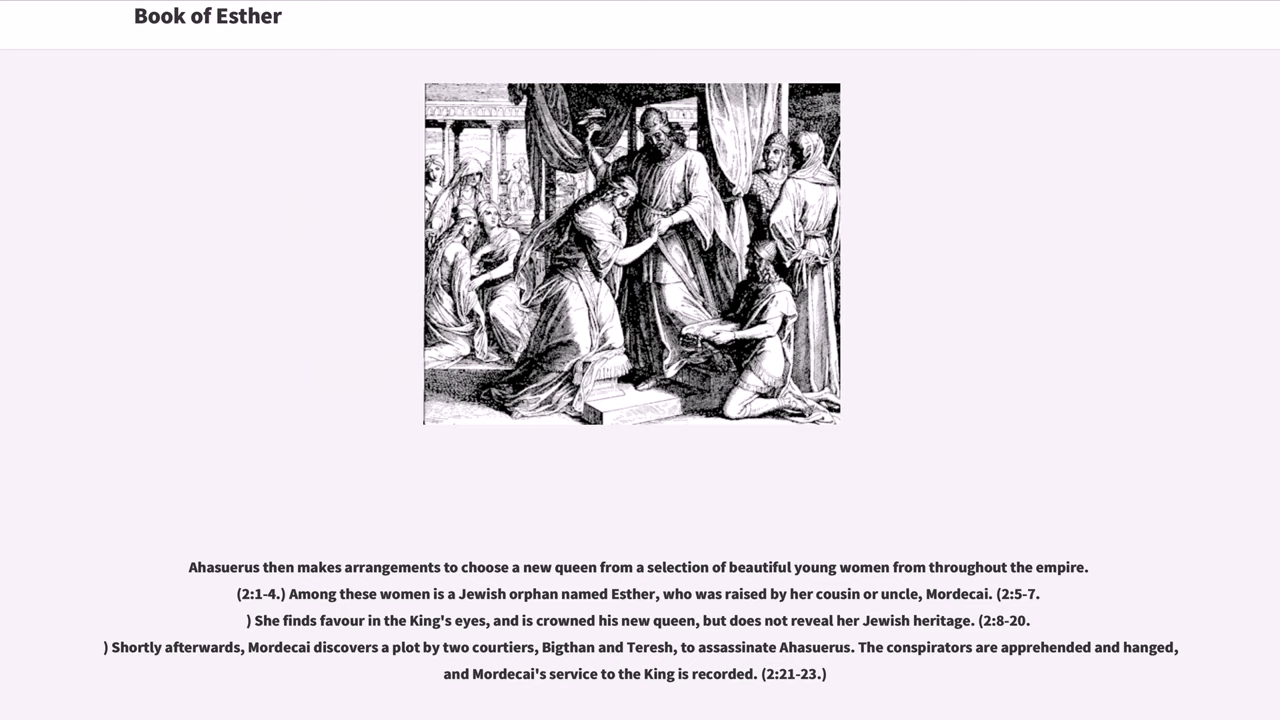 Book of Esther
Ahasuerus then makes arrangements to choose a new queen from a selection of beautiful young women from throughout the empire.
(2:1-4.) Among these women is a Jewish orphan named Esther, who was raised by her cousin or uncle, Mordecai. (2:5-7.
) She finds favour in the King's eyes, and is crowned his new queen, but does not reveal her Jewish heritage. (2:8-20.
) Shortly afterwards, Mordecai discovers a plot by two courtiers, Bigthan and Teresh, to assassinate Ahasuerus. The conspirators are apprehended and hanged,
and Mordecai's service to the King is recorded. (2:21-23.)